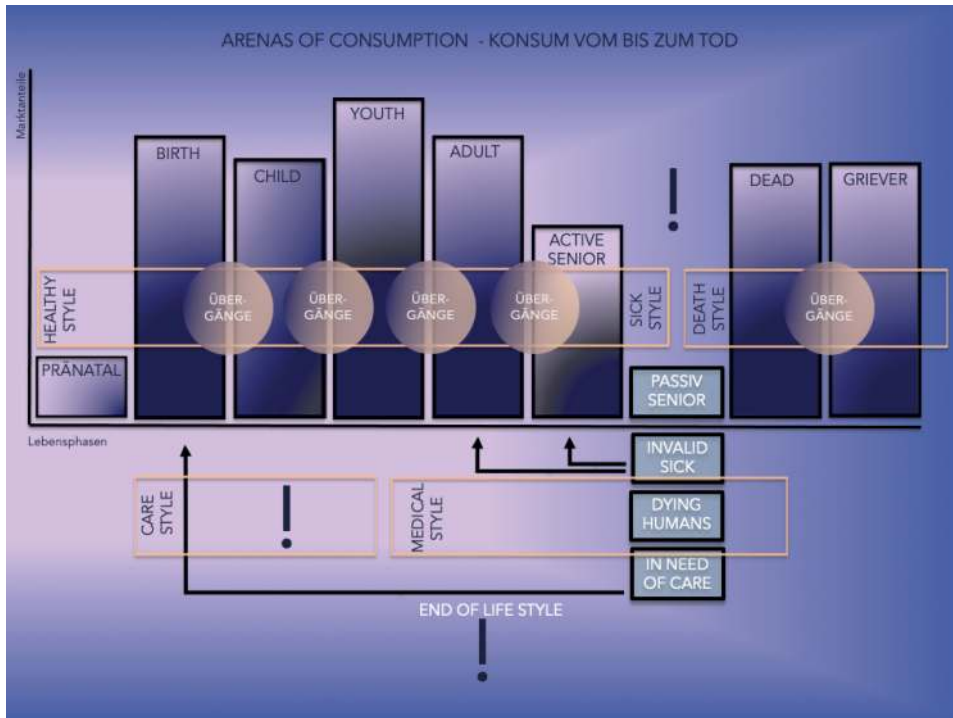 ARENAS OF CONSUMPTION - KONSUM VOM BIS ZUM TOD
Marktanteile
BIRTH
CHILD
YOUTH
ADULT
ACTIVE
SENIOR
!
DEAD
GRIEVER
HEALTHY
STYLE
ÜBER-
GÄNGE
ÜBER-
GÄNGE
ÜBER-
GÄNGE
ÜBER-
GÄNGE
SICK
STYLE
DEATH
STYLE
ÜBER-
GÄNGE
PRÄNATAL
PASSIV
SENIOR
Lebensphasen
INVALID
SICK
CARE
STYLE
!
MEDICAL
STYLE
DYING
HUMANS
IN NEED
OF CARE
END OF LIFE STYLE
!